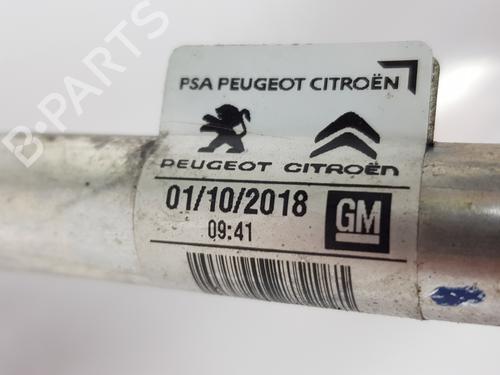 PSA PEUGEOT CITROËN
PEUGEOT CITROËN
01/10/2018
09:41
GM
B-PARTS